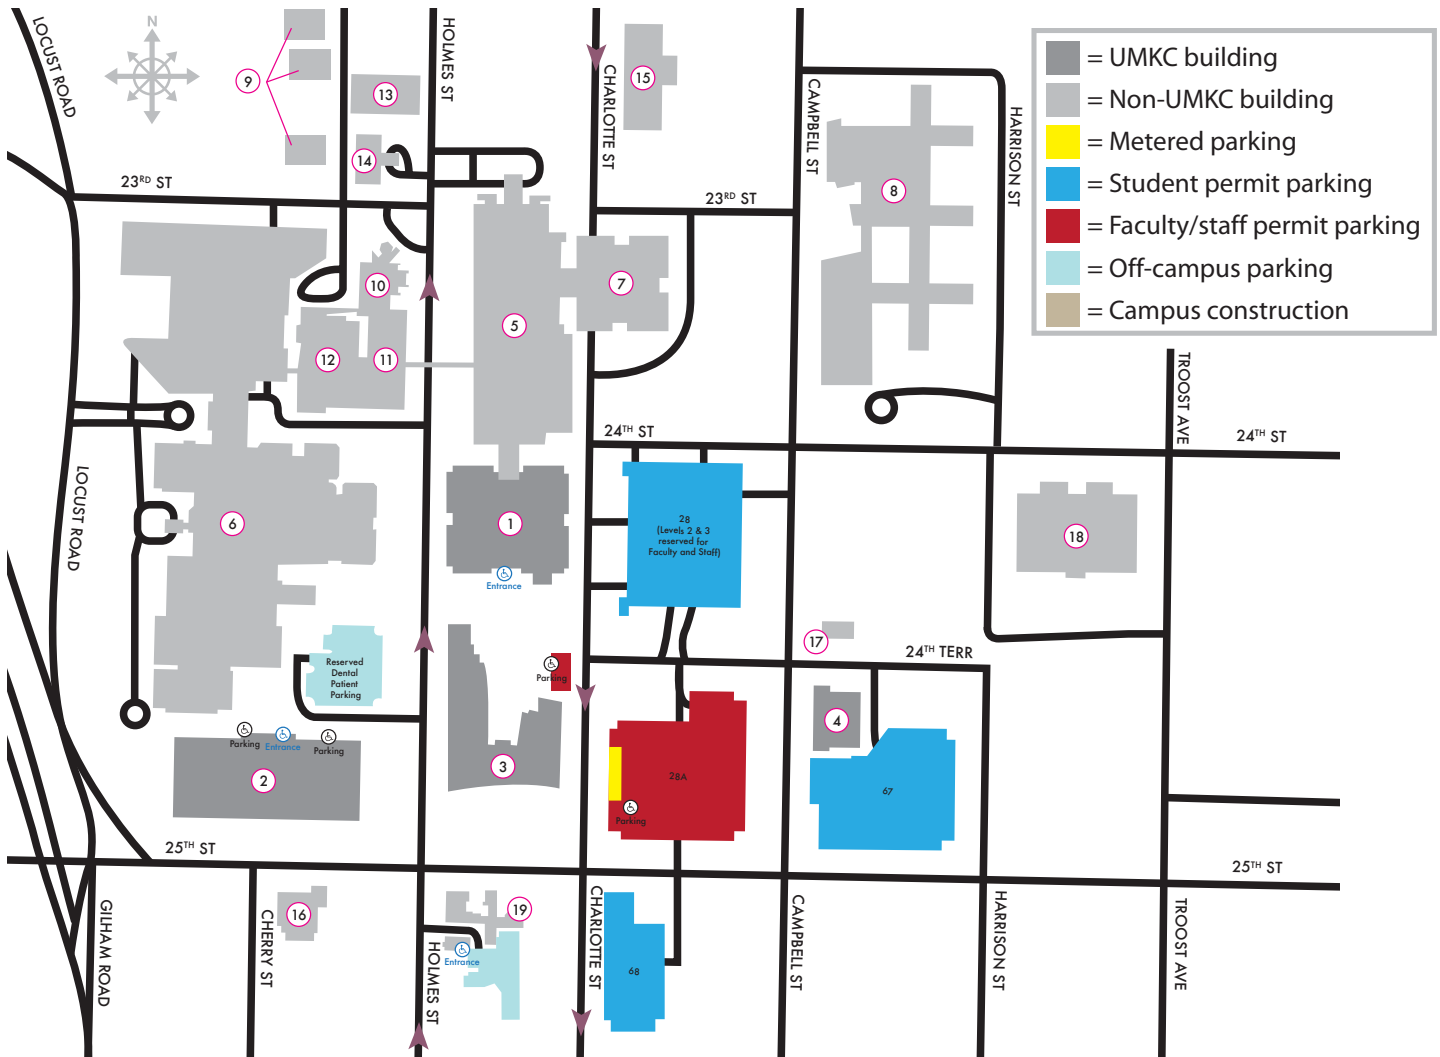 LOCUST ROAD
N
HOLMES ST
CHARLOTTE ST
CAMPBELL ST
HARRISON ST
= UMKC building
= Non-UMKC building
= Metered parking
= Student permit parking
= Faculty/staff permit parking
= Off-campus parking
= Campus construction
9
13
15
14
23RD ST
23RD ST
8
10
7
5
12
11
TROOST AVE
24TH ST
24TH ST
LOCUST ROAD
6
1
Entrance
28
(Levels 2 & 3
reserved for
Faculty and Staff)
18
17
24TH TERR
Reserved
Dental
Patient
Parking
Parking
4
Parking
Entrance
Parking
2
3
28A
Parking
67
25TH ST
25TH ST
GILHAM ROAD
CHERRY ST
16
HOLMES ST
19
Entrance
CHARLOTTE ST
68
CAMPBELL ST
HARRISON ST
TROOST AVE